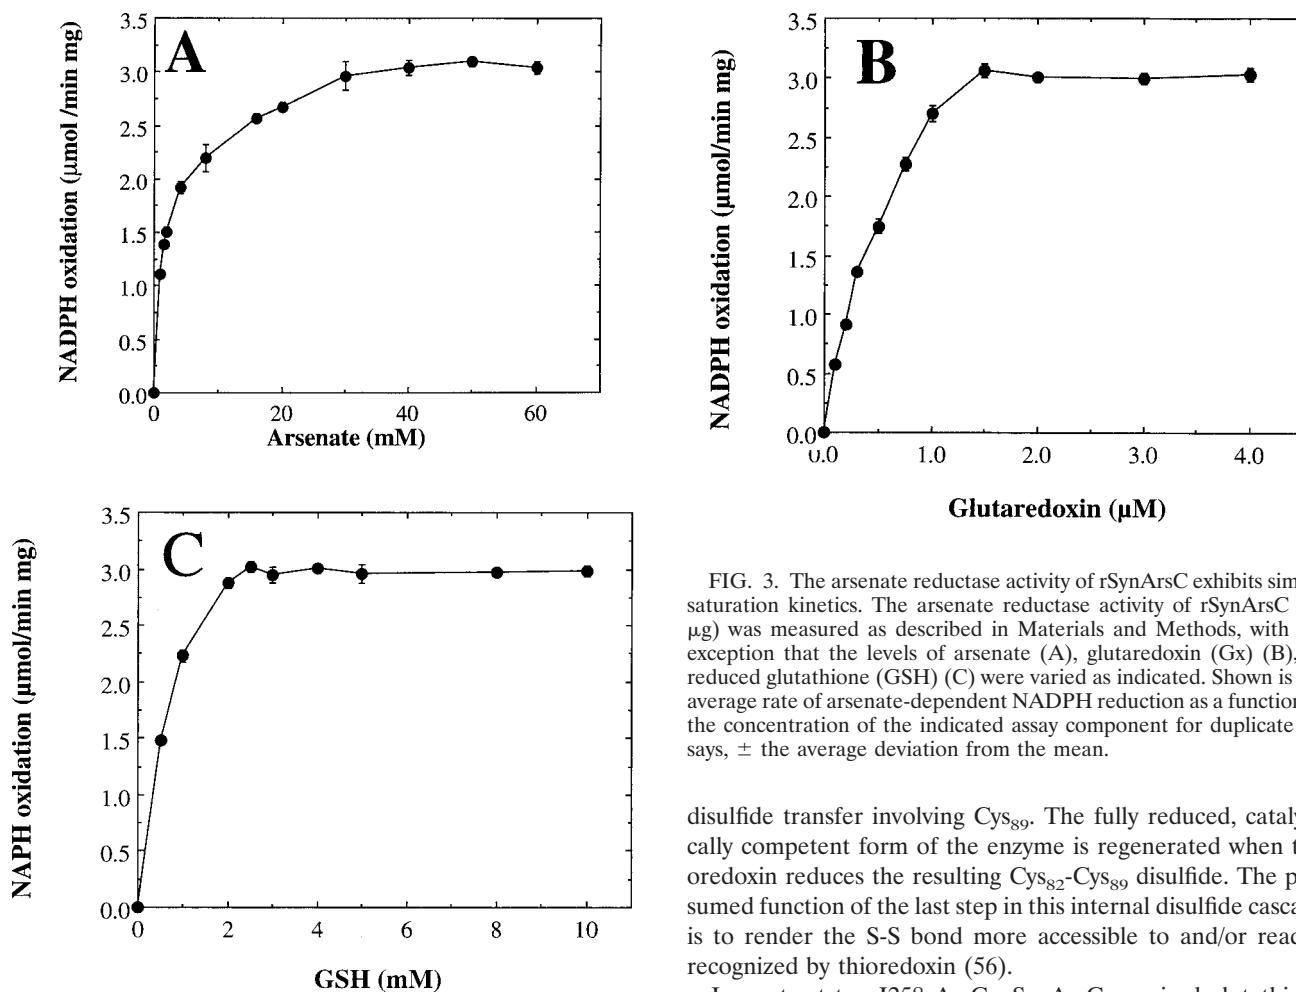 A
NADPH oxidation (µmol /min mg)
3.5
3.0
2.5
2.0
1.5
1.0
0.5
0.0
0 20 40 60
Arsenate (mM)
B
NADPH oxidation (µmol/min mg)
3.5
3.0
2.5
2.0
1.5
1.0
0.5
0.0
0.0 1.0 2.0 3.0 4.0
Glutaredoxin (µM)
C
NAPH oxidation (µmol/min mg)
3.5
3.0
2.5
2.0
1.5
1.0
0.5
0.0
0 2 4 6 8 10
GSH (mM)
FIG. 3. The arsenate reductase activity of rSynArsC exhibits sim
saturation kinetics. The arsenate reductase activity of rSynArsC
µg) was measured as described in Materials and Methods, with
exception that the levels of arsenate (A), glutaredoxin (Gx) (B),
reduced glutathione (GSH) (C) were varied as indicated. Shown is
average rate of arsenate-dependent NADPH reduction as a function
the concentration of the indicated assay component for duplicate
says, ± the average deviation from the mean.
disulfide transfer involving Cys89. The fully reduced, cataly
cally competent form of the enzyme is regenerated when t
oredoxin reduces the resulting Cys82-Cys89 disulfide. The p
sumed function of the last step in this internal disulfide casca
is to render the S-S bond more accessible to and/or read
recognized by thioredoxin (56).